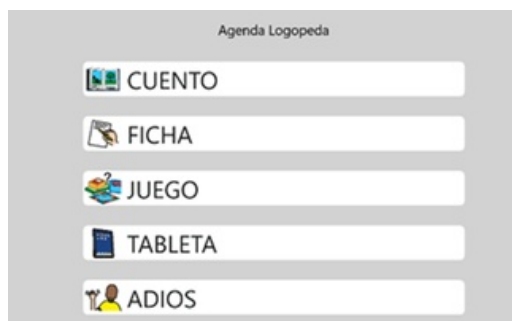 Agenda Logopeda
CUENTO
FICHA
JUEGO
TABLETA
ADIOS